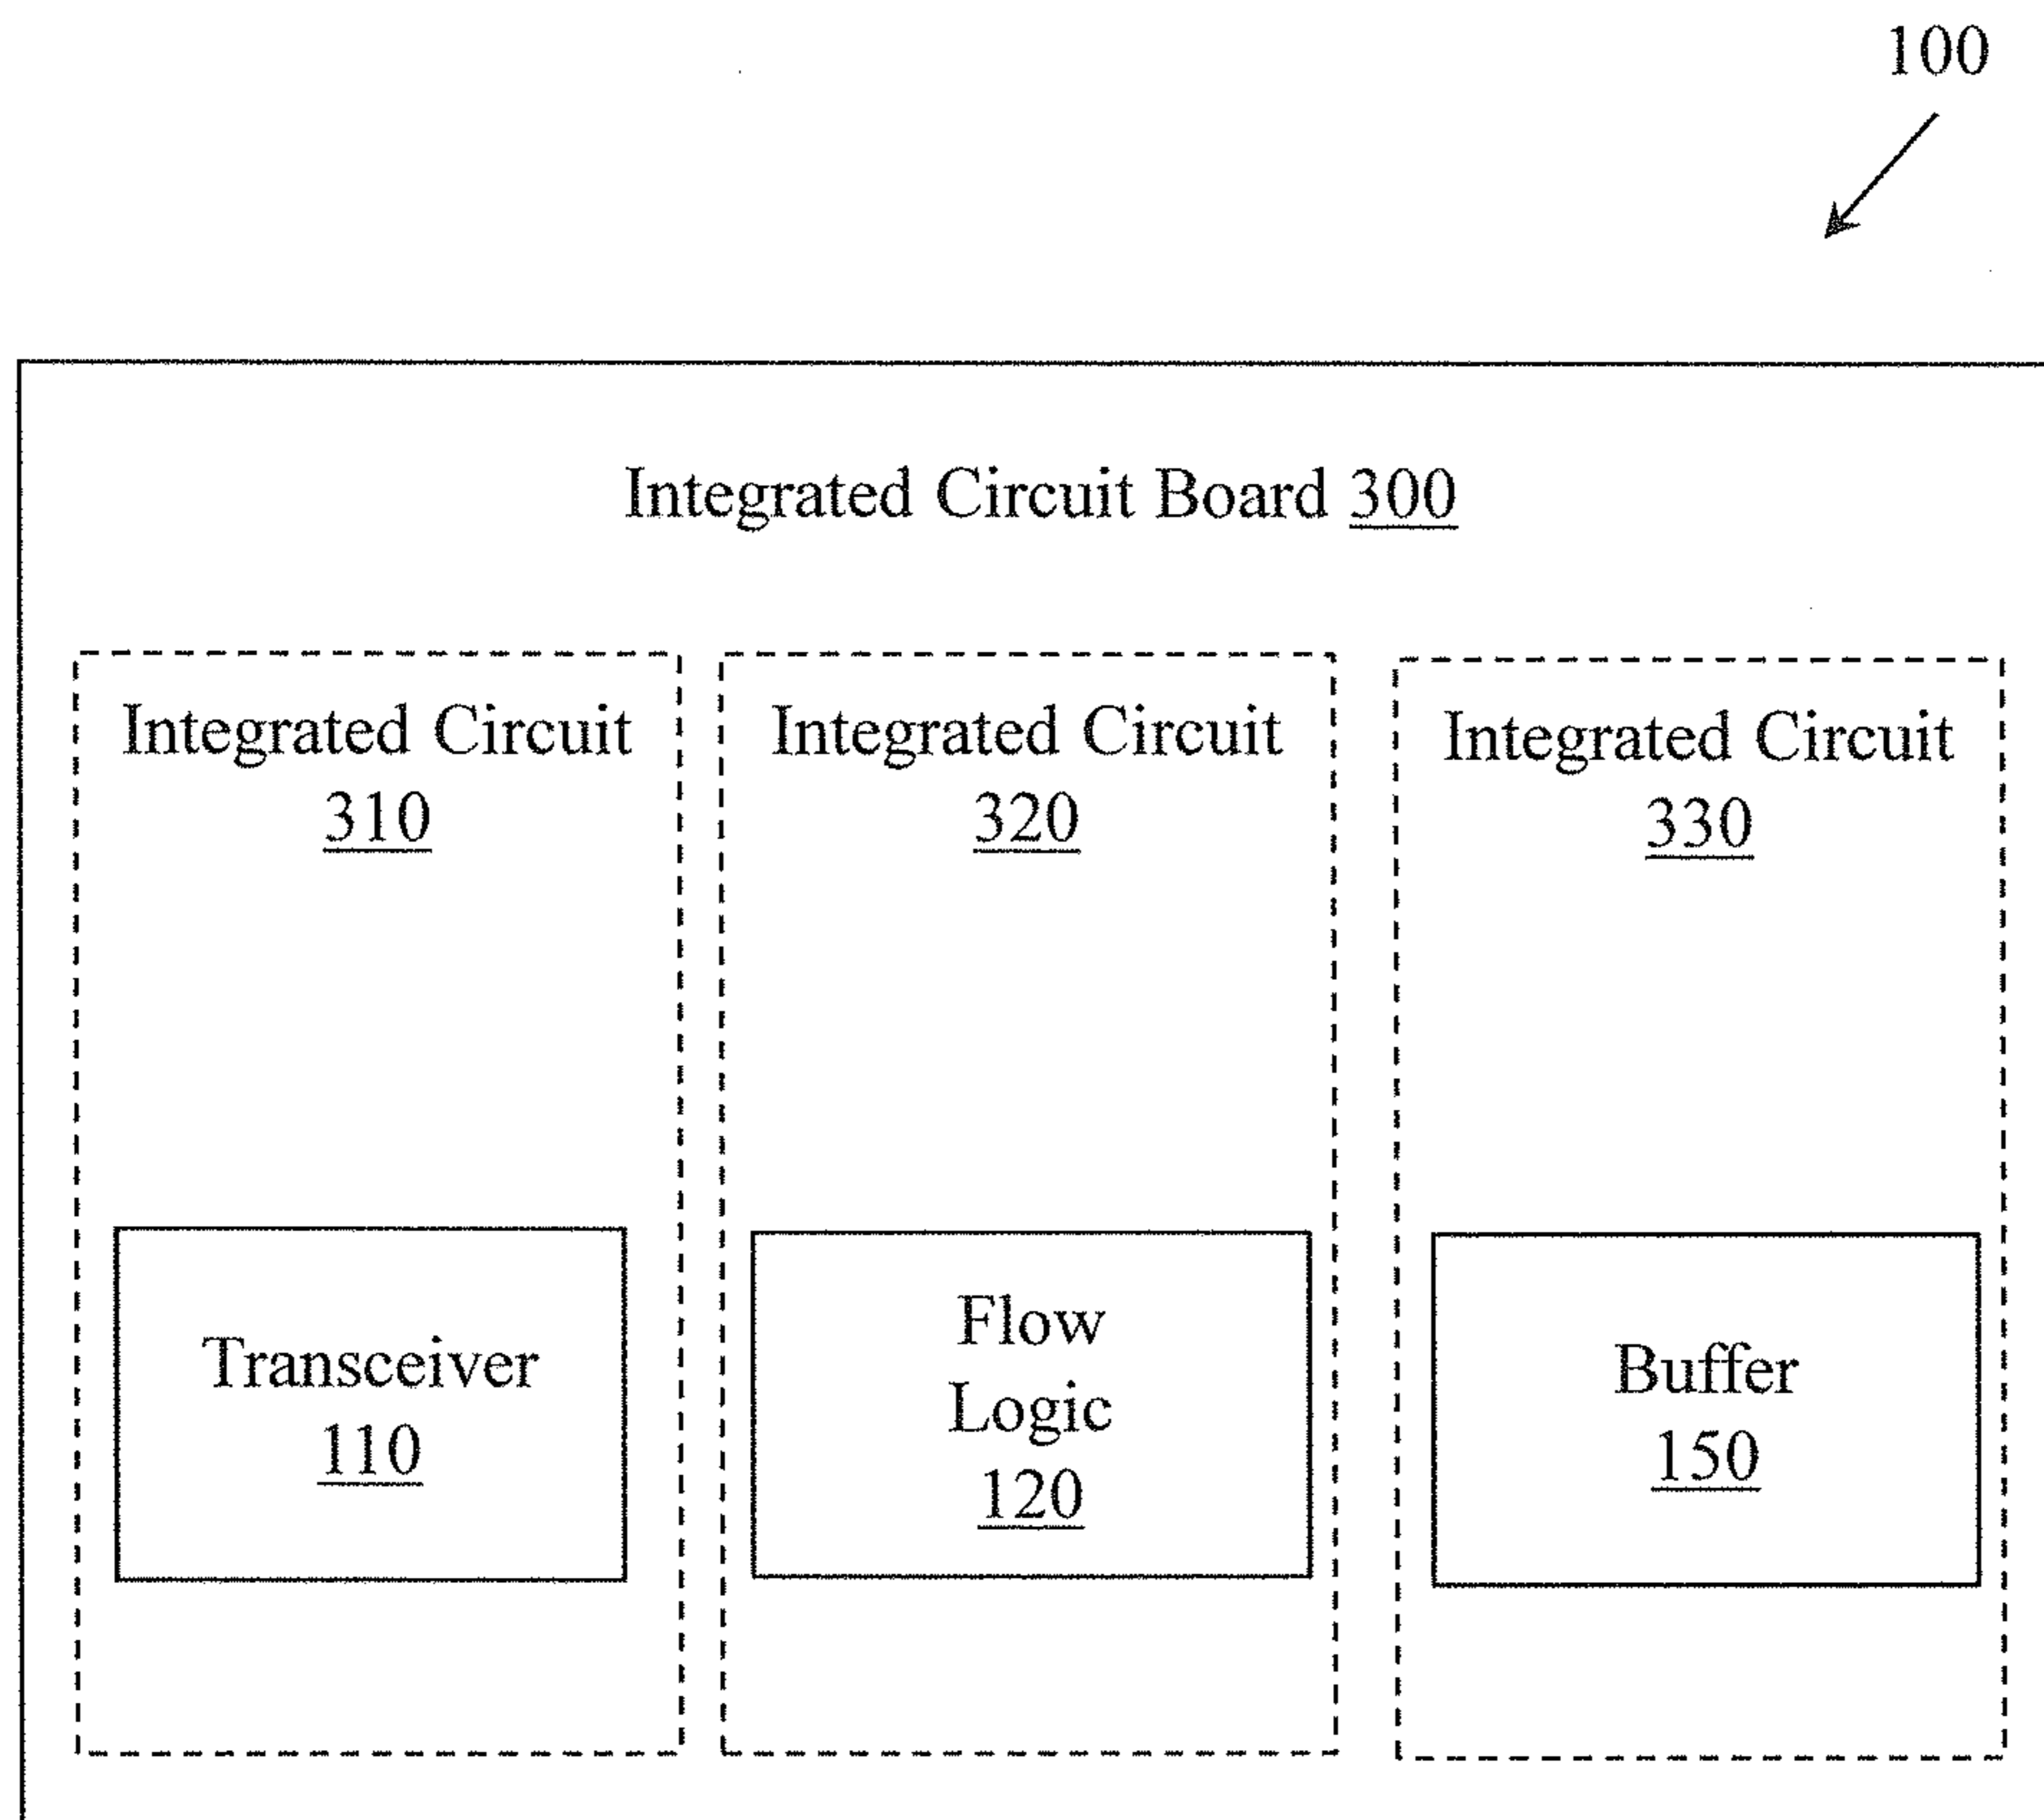 100
Integrated Circuit Board 300
Integrated Circuit
310
Integrated Circuit
320
Integrated Circuit
330
Transceiver
110
Flow
Logic
120
Buffer
150